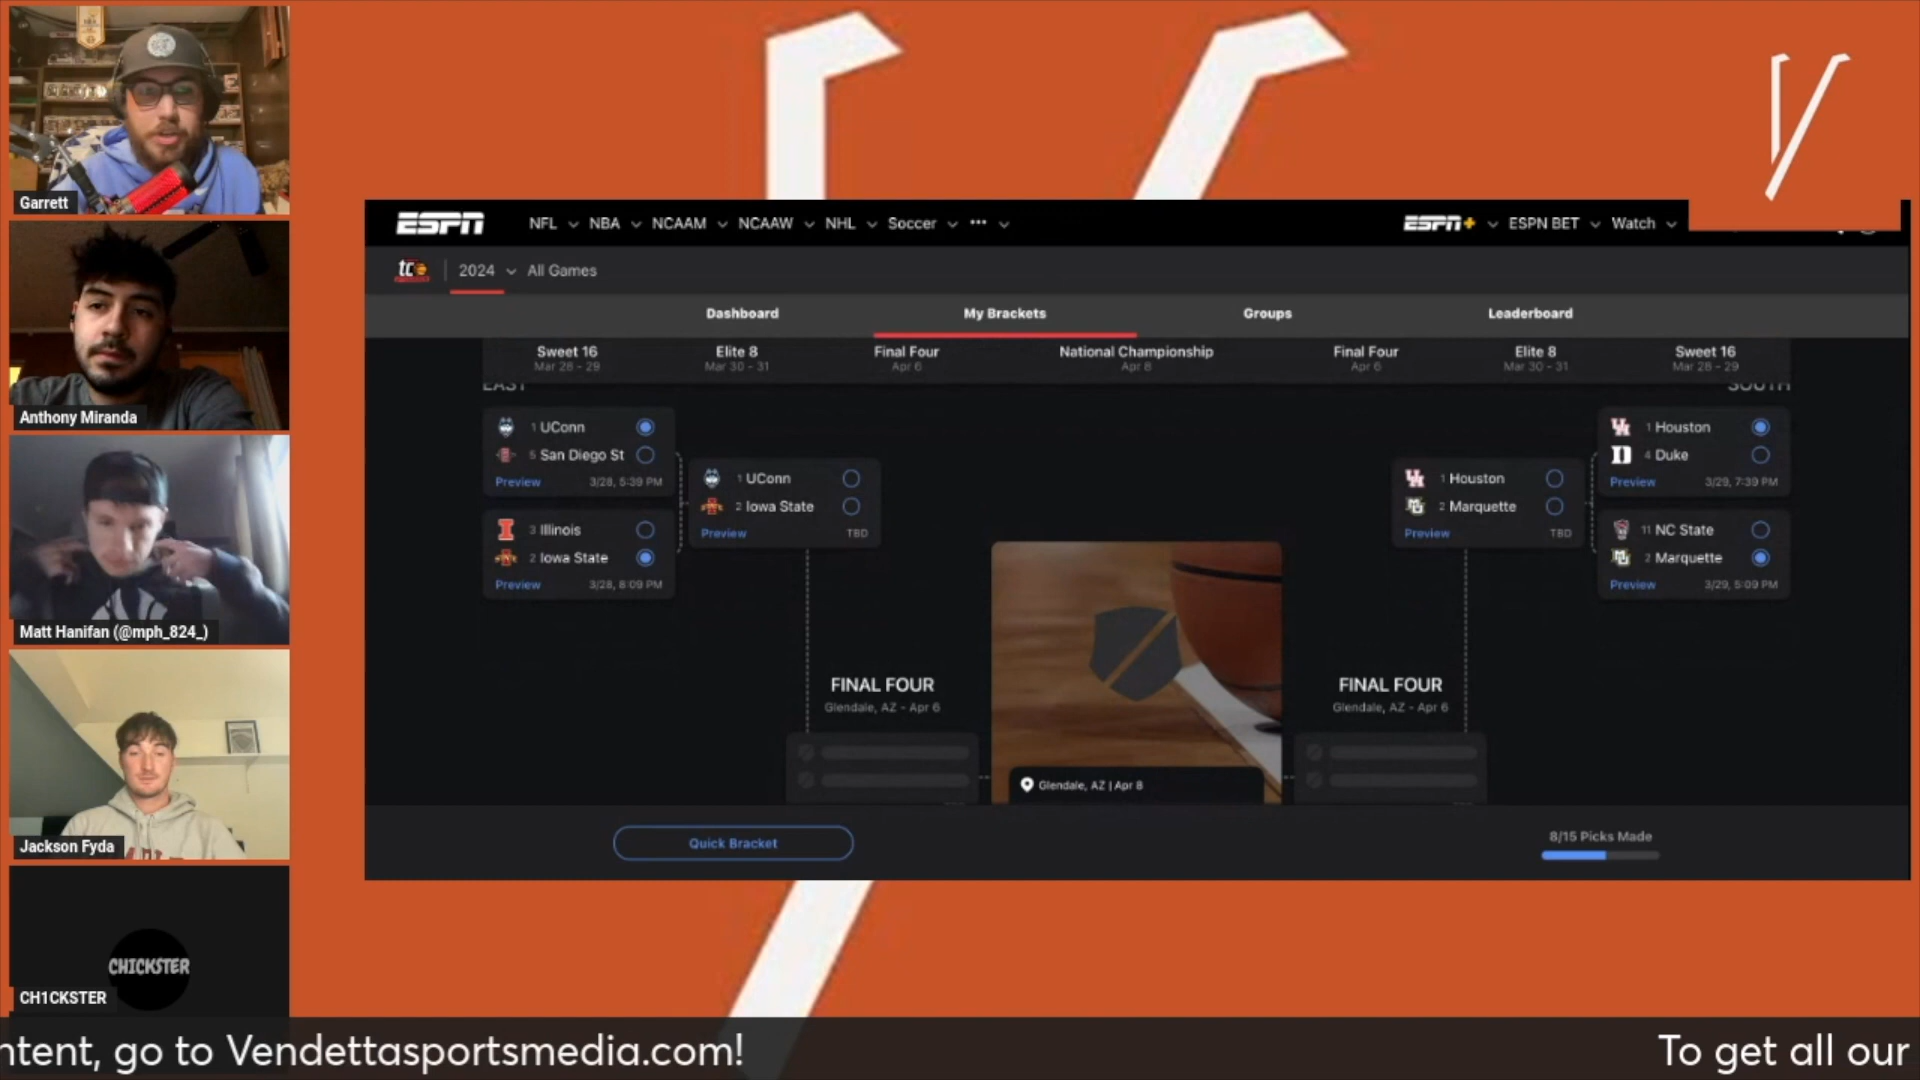 Garrett
Anthony Miranda
Matt Hanifan (@mph_824_)
Jackson Fyda
CHICKSTER
CH1CKSTER
ESPN NFL NBA NCAAM NCAAW NHL Soccer ••• ESPN+ ESPN BET Watch
tc 2024 All Games
Dashboard My Brackets Groups Leaderboard
Sweet 16 Elite 8 Final Four National Championship Final Four Elite 8 Sweet 16
Mar 28 - 29 Mar 30 - 31 Apr 6 Apr 8 Apr 6 Mar 30 - 31 Mar 28 - 29
EAST SOUTH
1 UConn
5 San Diego St
Preview 3/28, 5:39 PM
3 Illinois
2 Iowa State
Preview 3/28, 8:09 PM
1 UConn
2 Iowa State
Preview TBD
1 Houston
2 Marquette
Preview TBD
1 Houston
4 Duke
Preview 3/29, 7:39 PM
11 NC State
2 Marquette
Preview 3/29, 5:09 PM
FINAL FOUR
Glendale, AZ - Apr 6
FINAL FOUR
Glendale, AZ - Apr 6
Glendale, AZ | Apr 8
Quick Bracket
8/15 Picks Made
ntent, go to Vendettasportsmedia.com! To get all our